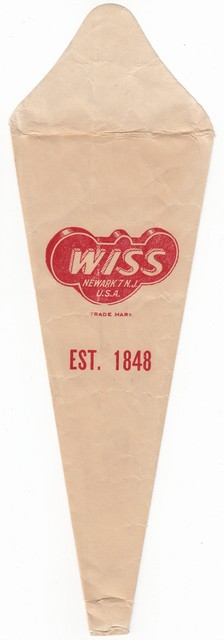 WISS
NEWARK 7 N.J.
U.S.A.
TRADE MARK
EST. 1848